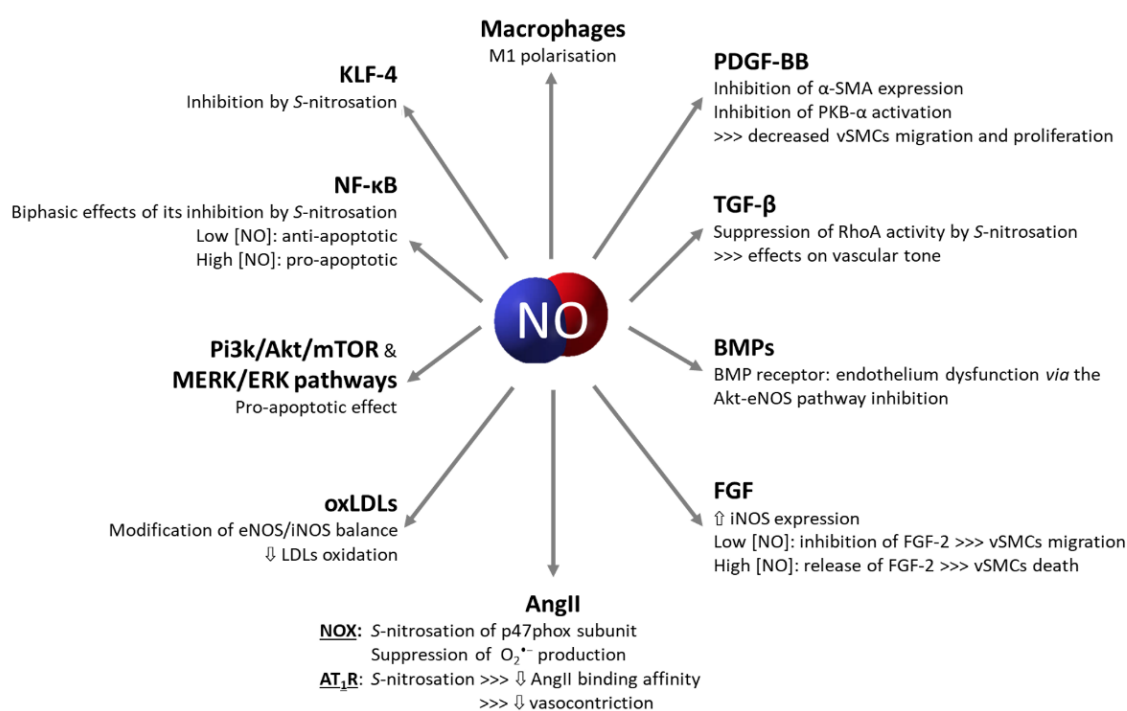 Macrophages
M1 polarisation
KLF-4
Inhibition by S-nitrosation
PDGF-BB
Inhibition of α-SMA expression
Inhibition of PKB-α activation
>>> decreased vSMCs migration and proliferation
NF-κB
Biphasic effects of its inhibition by S-nitrosation
Low [NO]: anti-apoptotic
High [NO]: pro-apoptotic
TGF-β
Suppression of RhoA activity by S-nitrosation
>>> effects on vascular tone
NO
Pi3k/Akt/mTOR &
MERK/ERK pathways
Pro-apoptotic effect
BMPs
BMP receptor: endothelium dysfunction via the
Akt-eNOS pathway inhibition
oxLDLs
Modification of eNOS/iNOS balance
⇩ LDLs oxidation
FGF
⇧ iNOS expression
Low [NO]: inhibition of FGF-2 >>> vSMCs migration
High [NO]: release of FGF-2 >>> vSMCs death
AngII
NOX: S-nitrosation of p47phox subunit
Suppression of O₂•⁻ production
AT₁R: S-nitrosation >>> ⇩ AngII binding affinity
>>> ⇩ vasocontriction